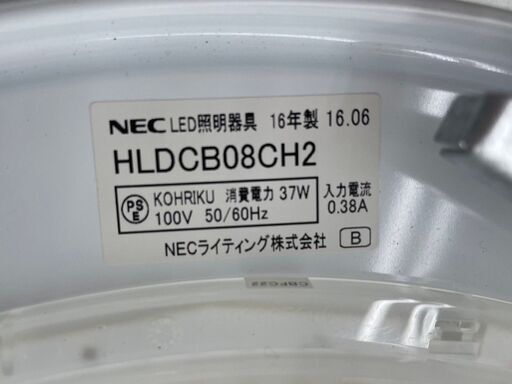 NEC LED照明器具 16年製 16.06
HLDCB08CH2
PSE KOHRIKU 消費電力 37W 入力電流
100V 50/60Hz 0.38A
NECライティング株式会社 B